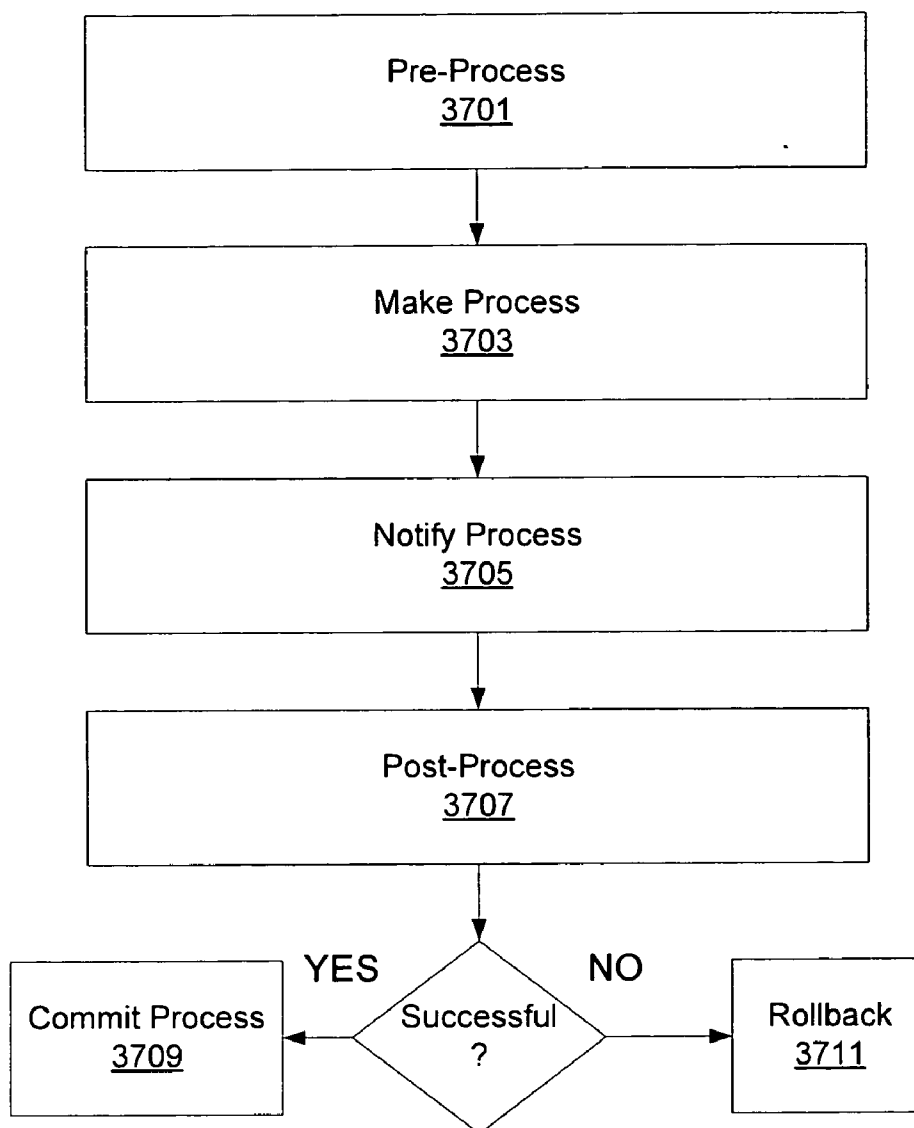 Pre-Process
3701
Make Process
3703
Notify Process
3705
Post-Process
3707
YES
NO
Commit Process
3709
Successful
?
Rollback
3711